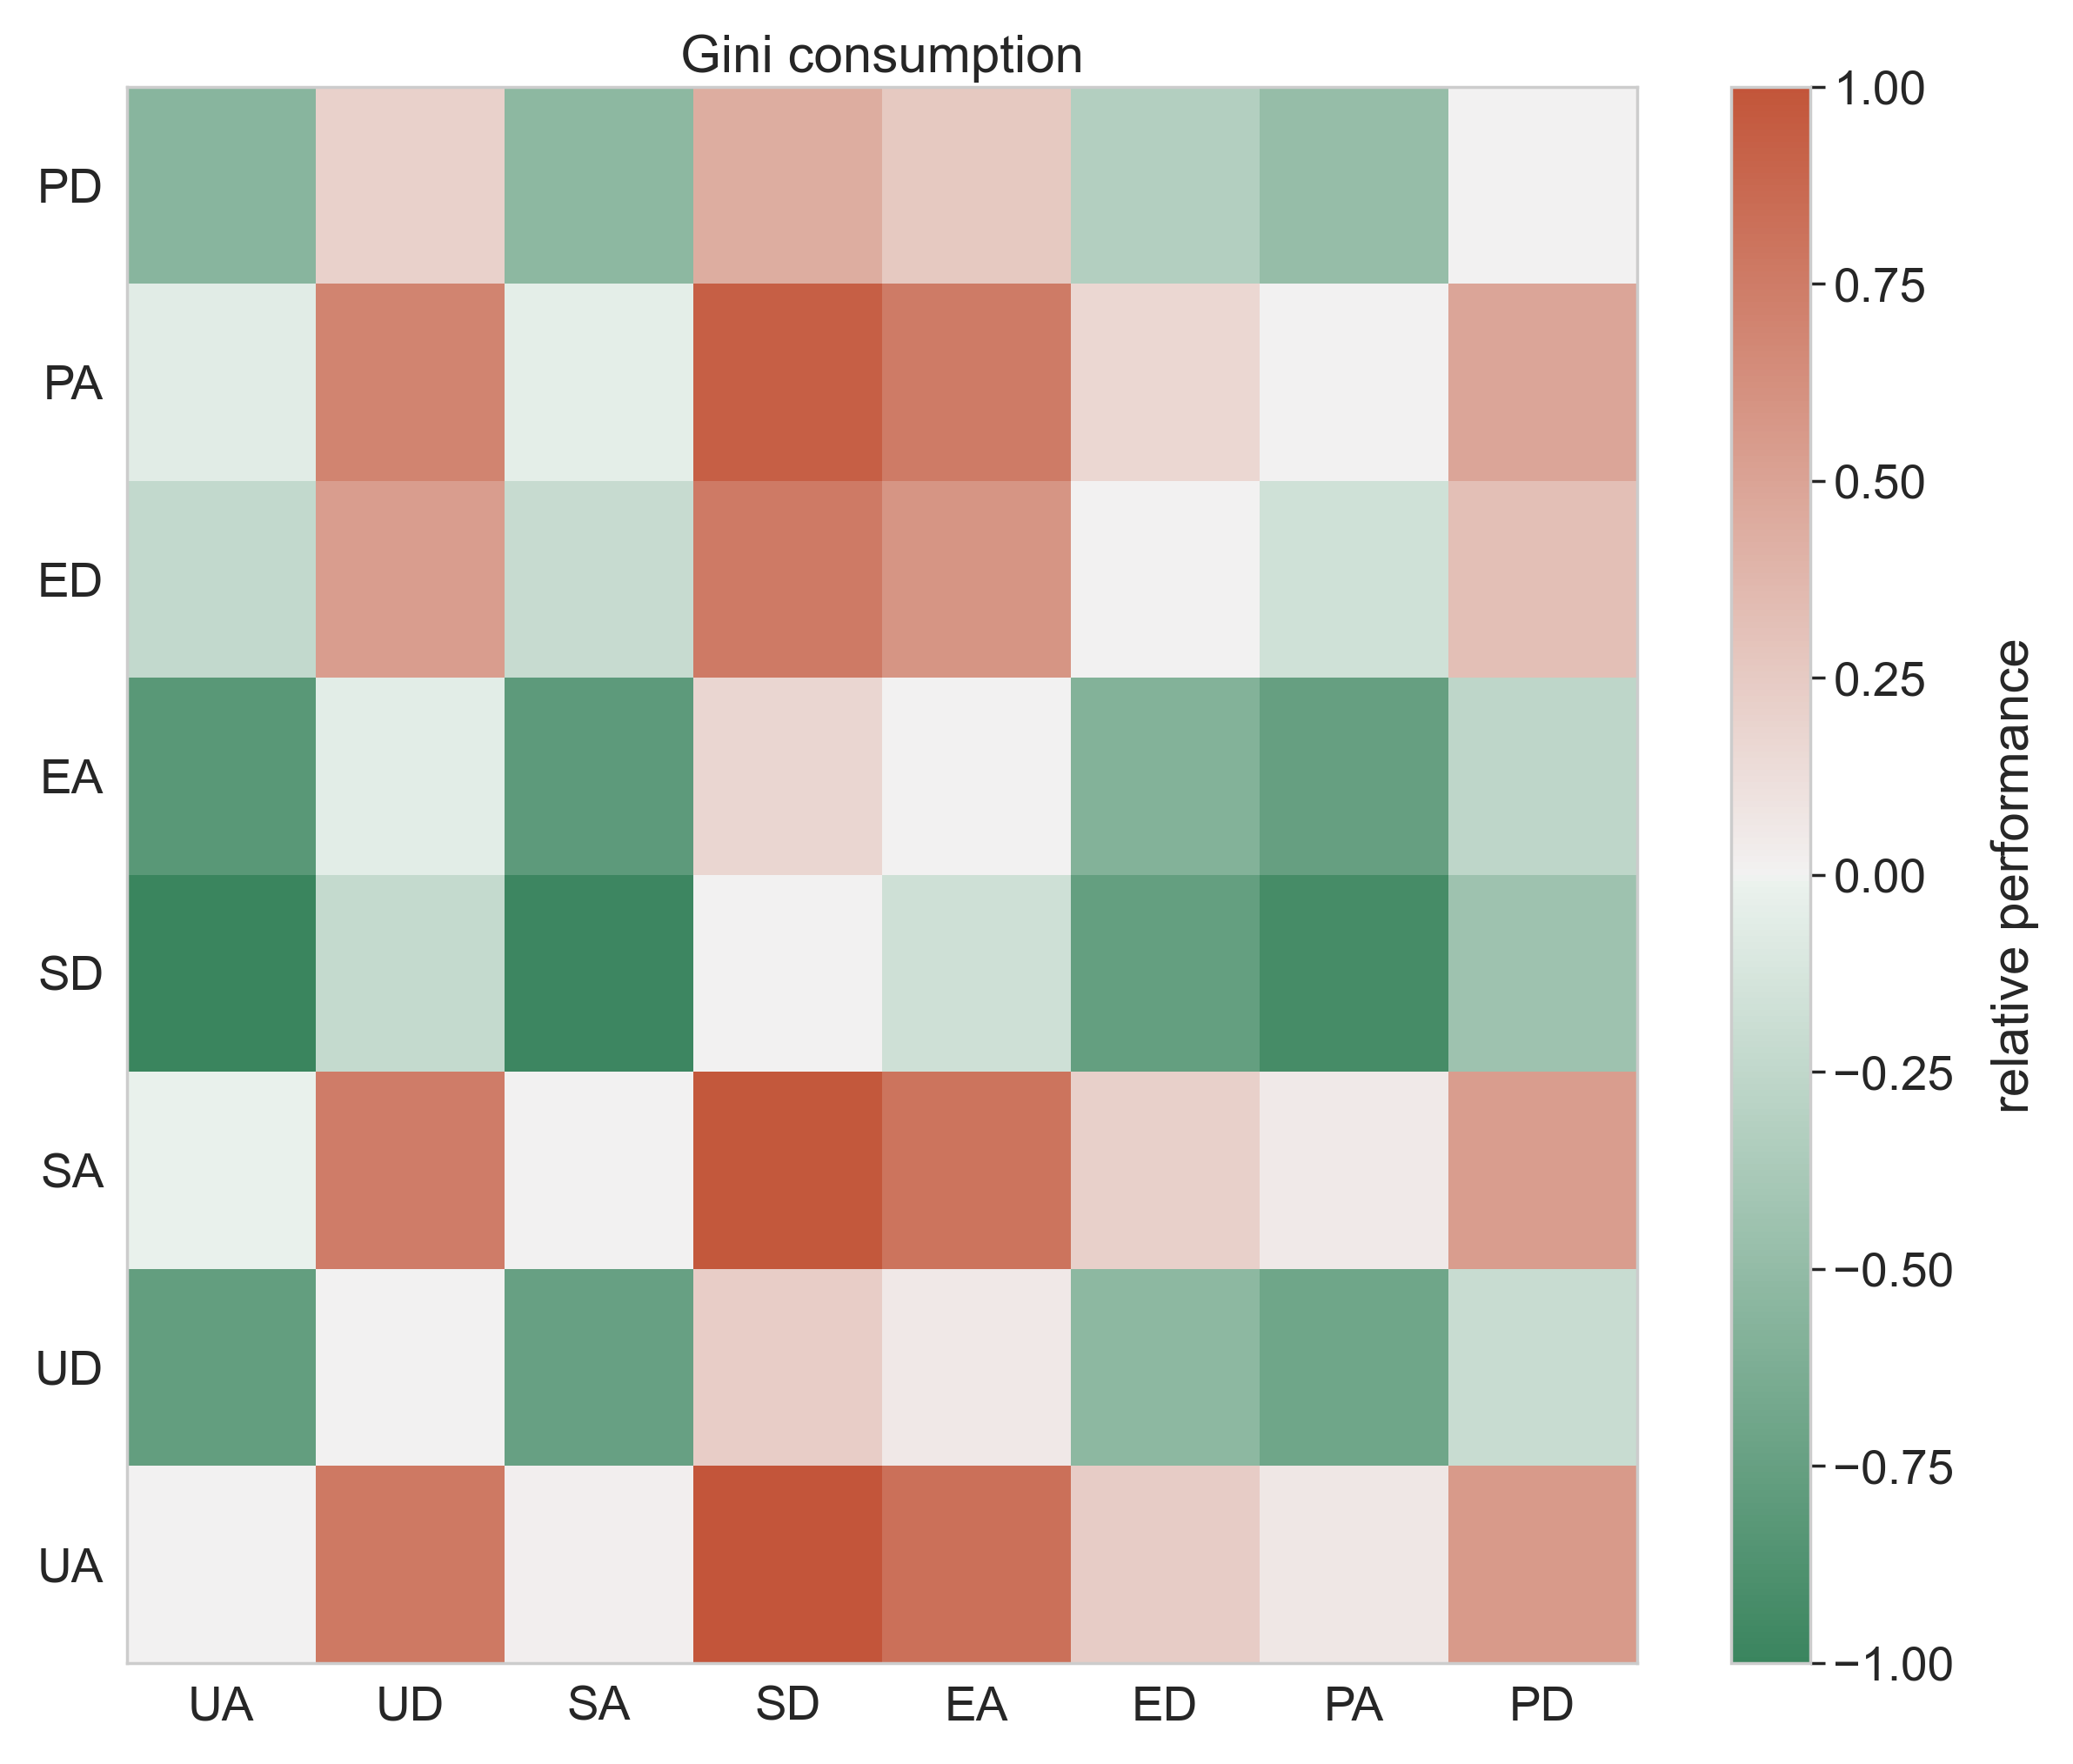 Gini consumption
PD
PA
ED
EA
SD
SA
UD
UA
UA UD SA SD EA ED PA PD
1.00
0.75
0.50
0.25
0.00
−0.25
−0.50
−0.75
−1.00
relative performance